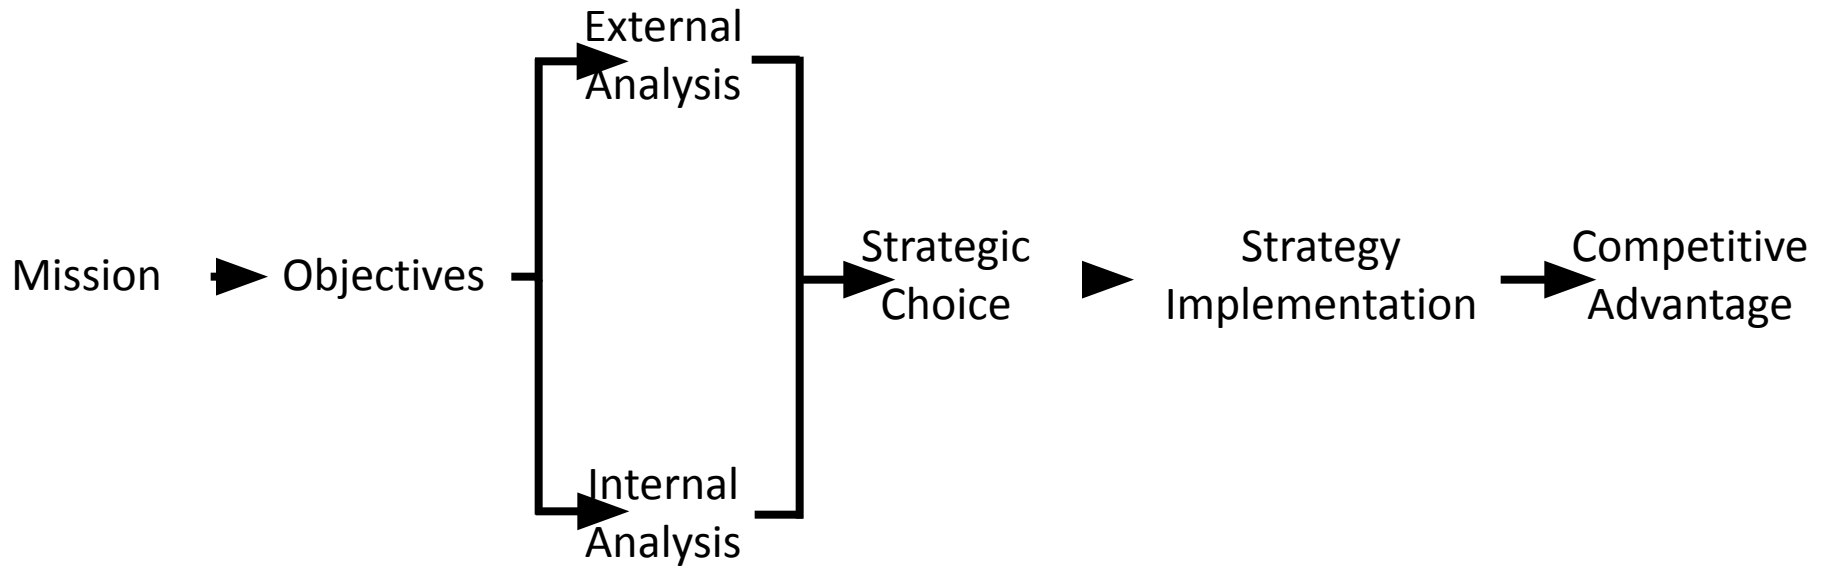 External
Analysis
Mission
Objectives
Strategic
Choice
Strategy
Implementation
Competitive
Advantage
Internal
Analysis